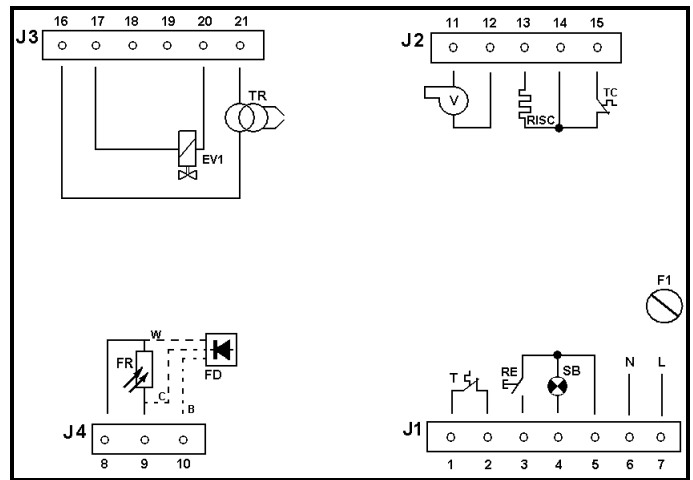 16 17 18 19 20 21
J3
TR
EV1
11 12 13 14 15
J2
V
RISC
TC
F1
W
FR
FD
C
B
J4
8 9 10
T
RE
SB
N L
J1
1 2 3 4 5 6 7